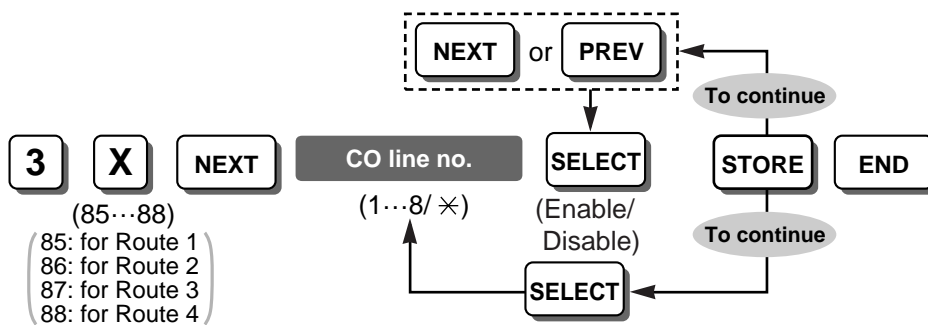 NEXT or PREV
To continue
3 X NEXT CO line no. SELECT STORE END
(85···88)
(1···8/ ✳)
(Enable/
Disable)
To continue
85: for Route 1
86: for Route 2
87: for Route 3
88: for Route 4
SELECT